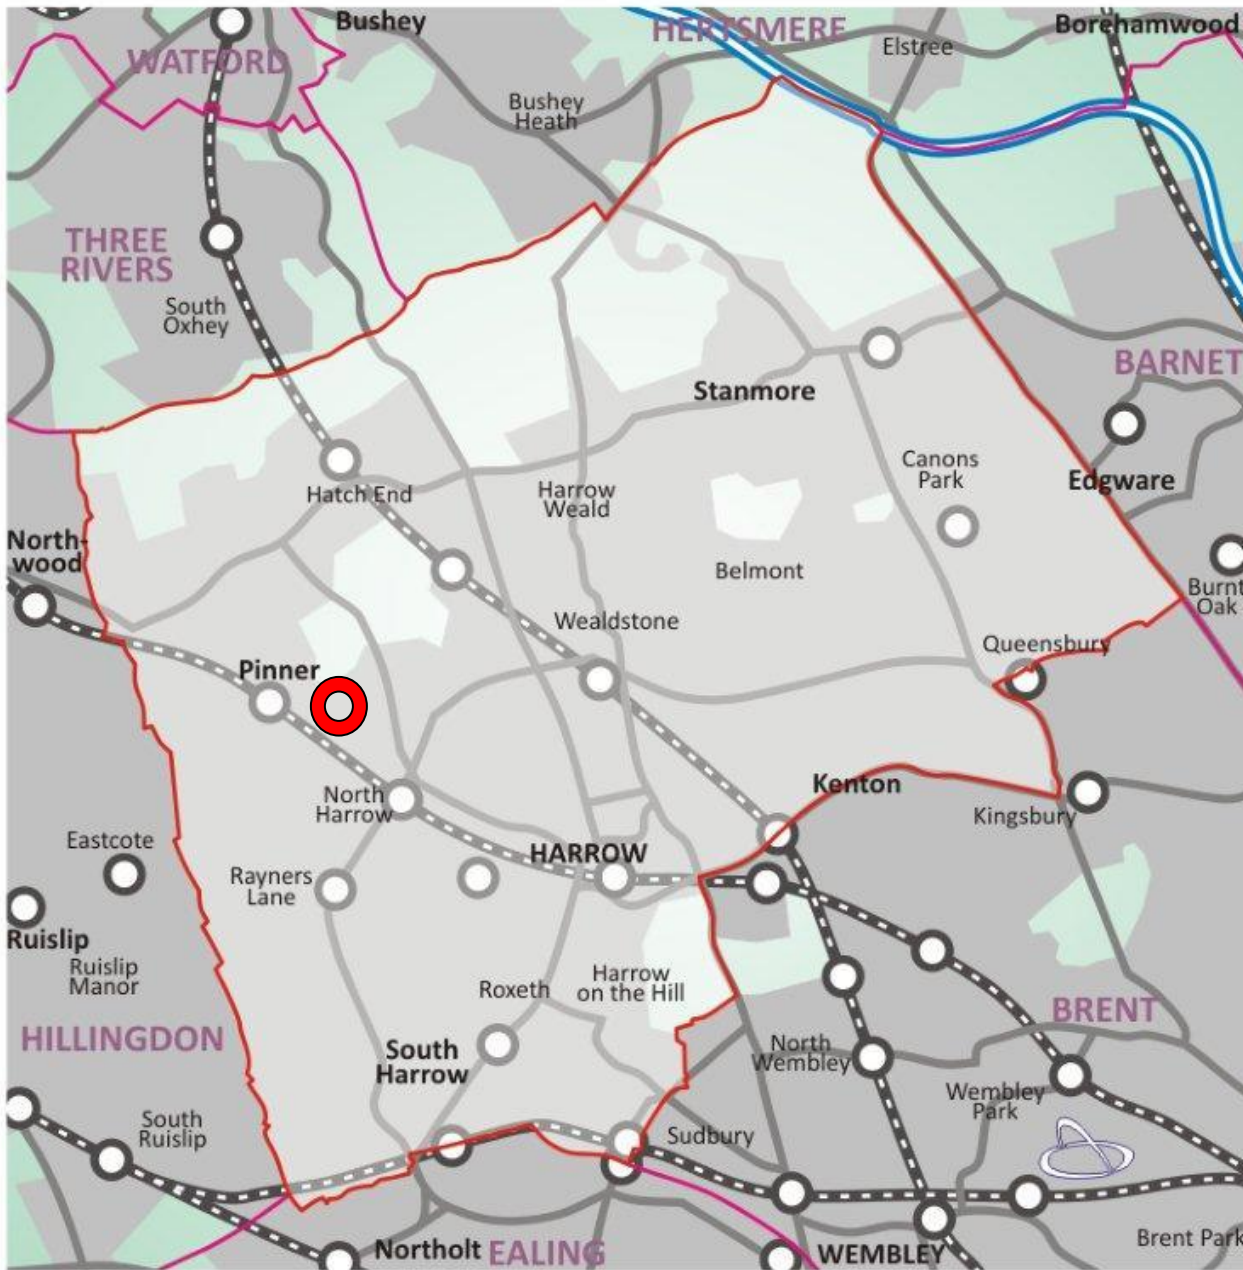 Bushey
HERTSMERE
Borehamwood
WATFORD
Elstree
Bushey
Heath
THREE
RIVERS
South
Oxhey
BARNET
Stanmore
Canons
Park
Edgware
Hatch End
Harrow
Weald
North-
wood
Belmont
Burnt
Oak
Wealdstone
Queensbury
Pinner
Kenton
North
Harrow
Kingsbury
Eastcote
HARROW
Rayners
Lane
Ruislip
Ruislip
Manor
Harrow
on the Hill
Roxeth
BRENT
HILLINGDON
South
Harrow
North
Wembley
Wembley
Park
South
Ruislip
Sudbury
Brent Park
Northolt
EALING
WEMBLEY